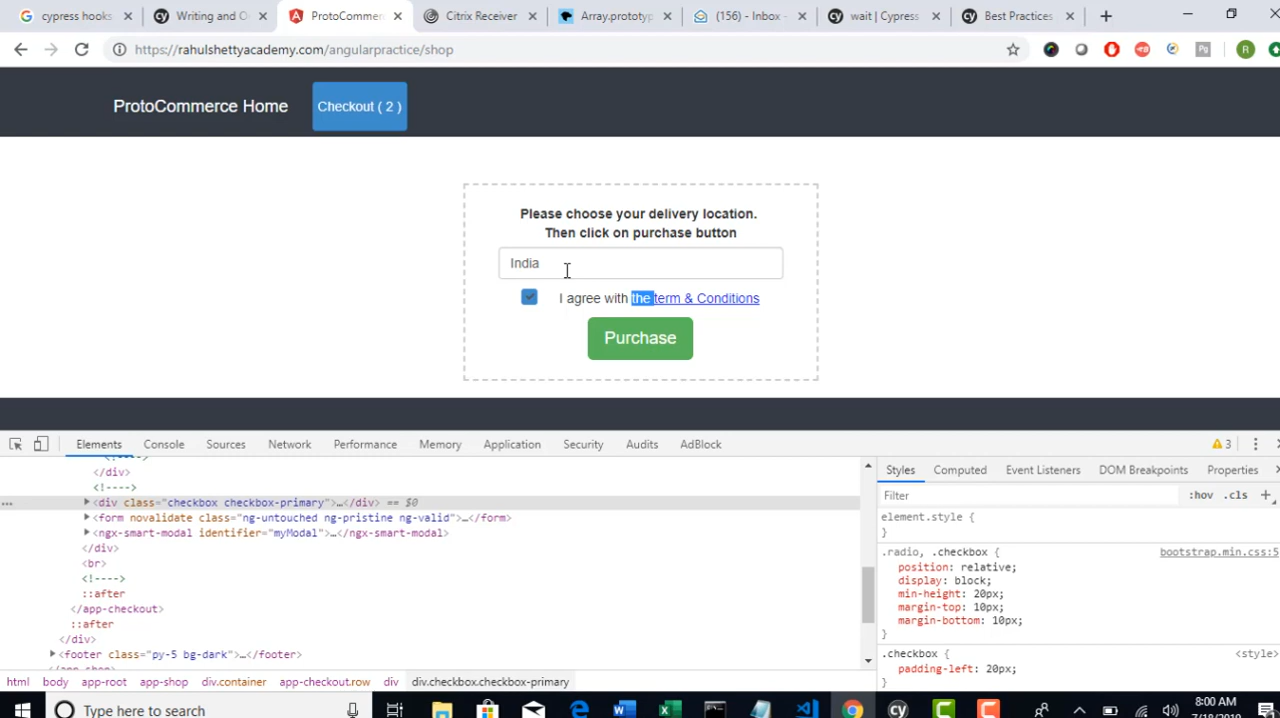 cypress hooks
Writing and O
ProtoCommer
Citrix Receiver
Array.prototyp
(156) - Inbox -
wait | Cypress
Best Practices
https://rahulshettyacademy.com/angularpractice/shop
R
ProtoCommerce Home
Checkout ( 2 )
Please choose your delivery location.
Then click on purchase button
India
I agree with the term & Conditions
Purchase
Elements Console Sources Network Performance Memory Application Security Audits AdBlock
3
</div>
<!---->
<div class="checkbox checkbox-primary">…</div> == $0
<form novalidate class="ng-untouched ng-pristine ng-valid">…</form>
<ngx-smart-modal identifier="myModal">…</ngx-smart-modal>
</div>
<br>
<!---->
::after
</app-checkout>
::after
</div>
<footer class="py-5 bg-dark">…</footer>
html body app-root app-shop div.container app-checkout.row div div.checkbox.checkbox-primary
Styles Computed Event Listeners DOM Breakpoints Properties
Filter
:hov .cls +
element.style {
}
.radio, .checkbox {
bootstrap.min.css:5
position: relative;
display: block;
min-height: 20px;
margin-top: 10px;
margin-bottom: 10px;
}
.checkbox {
<style>
padding-left: 20px;
}
Type here to search
8:00 AM